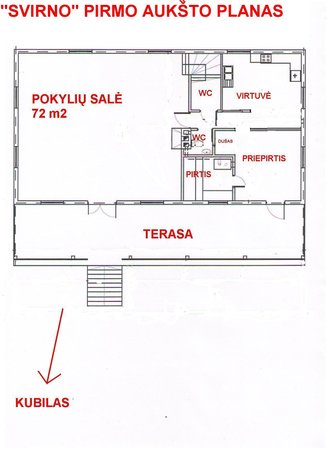 "SVIRNO" PIRMO AUKŠTO PLANAS
POKYLIŲ SALĖ
72 m2
WC
VIRTUVĖ
WC
DUŠAS
PRIEPIRTIS
PIRTIS
TERASA
KUBILAS